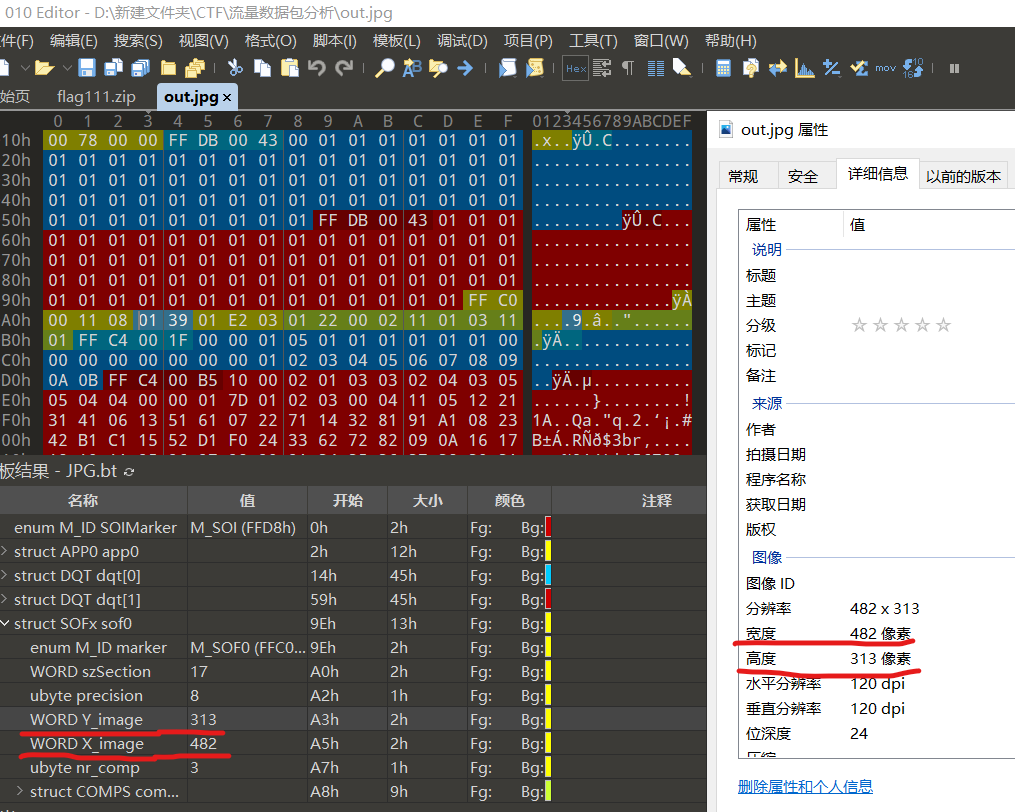 010 Editor - D:\新建文件夹\CTF\流量数据包分析\out.jpg
件(F) 编辑(E) 搜索(S) 视图(V) 格式(O) 脚本(I) 模板(L) 调试(D) 项目(P) 工具(T) 窗口(W) 帮助(H)
Hex mov
始页 flag111.zip out.jpg ×
0 1 2 3 4 5 6 7 8 9 A B C D E F 0123456789ABCDEF
10h: 00 78 00 00 FF DB 00 43 00 01 01 01 01 01 01 01 .x..ÿÛ.C........
20h: 01 01 01 01 01 01 01 01 01 01 01 01 01 01 01 01 ................
30h: 01 01 01 01 01 01 01 01 01 01 01 01 01 01 01 01 ................
40h: 01 01 01 01 01 01 01 01 01 01 01 01 01 01 01 01 ................
50h: 01 01 01 01 01 01 01 01 01 FF DB 00 43 01 01 01 .........ÿÛ.C...
60h: 01 01 01 01 01 01 01 01 01 01 01 01 01 01 01 01 ................
70h: 01 01 01 01 01 01 01 01 01 01 01 01 01 01 01 01 ................
80h: 01 01 01 01 01 01 01 01 01 01 01 01 01 01 01 01 ................
90h: 01 01 01 01 01 01 01 01 01 01 01 01 01 01 FF C0 ..............ÿÀ
A0h: 00 11 08 01 39 01 E2 03 01 22 00 02 11 01 03 11 ....9.â.."......
B0h: 01 FF C4 00 1F 00 00 01 05 01 01 01 01 01 01 00 .ÿÄ.............
C0h: 00 00 00 00 00 00 00 01 02 03 04 05 06 07 08 09 ................
D0h: 0A 0B FF C4 00 B5 10 00 02 01 03 03 02 04 03 05 ..ÿÄ.µ..........
E0h: 05 04 04 00 00 01 7D 01 02 03 00 04 11 05 12 21 ......}........!
F0h: 31 41 06 13 51 61 07 22 71 14 32 81 91 A1 08 23 1A..Qa."q.2.‘¡.#
00h: 42 B1 C1 15 52 D1 F0 24 33 62 72 82 09 0A 16 17 B±Á.RÑð$3br‚....
板结果 - JPG.bt
名称 值 开始 大小 颜色 注释
enum M_ID SOIMarker M_SOI (FFD8h) 0h 2h Fg: Bg:
struct APP0 app0 2h 12h Fg: Bg:
struct DQT dqt[0] 14h 45h Fg: Bg:
struct DQT dqt[1] 59h 45h Fg: Bg:
struct SOFx sof0 9Eh 13h Fg: Bg:
enum M_ID marker M_SOF0 (FFC0... 9Eh 2h Fg: Bg:
WORD szSection 17 A0h 2h Fg: Bg:
ubyte precision 8 A2h 1h Fg: Bg:
WORD Y_image 313 A3h 2h Fg: Bg:
WORD X_image 482 A5h 2h Fg: Bg:
ubyte nr_comp 3 A7h 1h Fg: Bg:
struct COMPS com... A8h 9h Fg: Bg:
out.jpg 属性
常规 安全 详细信息 以前的版本
属性 值
说明
标题
主题
分级 ☆☆☆☆☆
标记
备注
来源
作者
拍摄日期
程序名称
获取日期
版权
图像
图像 ID
分辨率 482 x 313
宽度 482 像素
高度 313 像素
水平分辨率 120 dpi
垂直分辨率 120 dpi
位深度 24
删除属性和个人信息